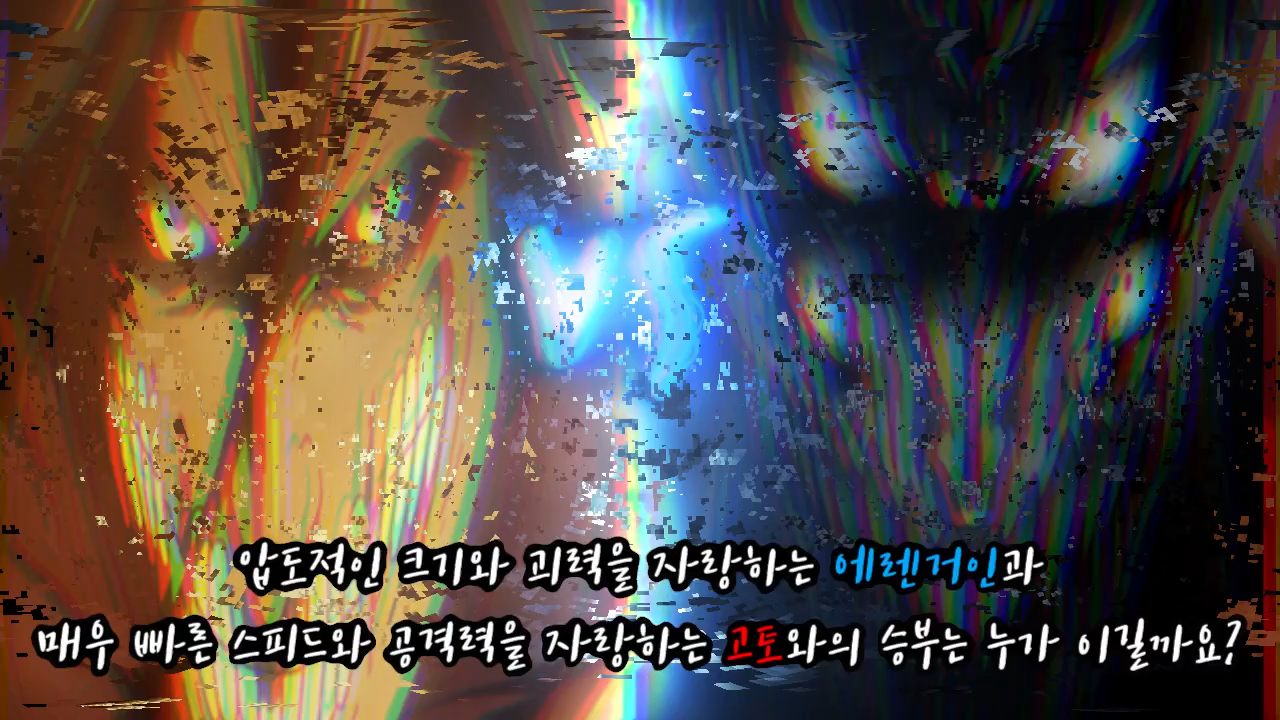 VS
압도적인 크기와 괴력을 자랑하는 에렌거인과
매우 빠른 스피드와 공격력을 자랑하는 고토와의 승부는 누가 이길까요?